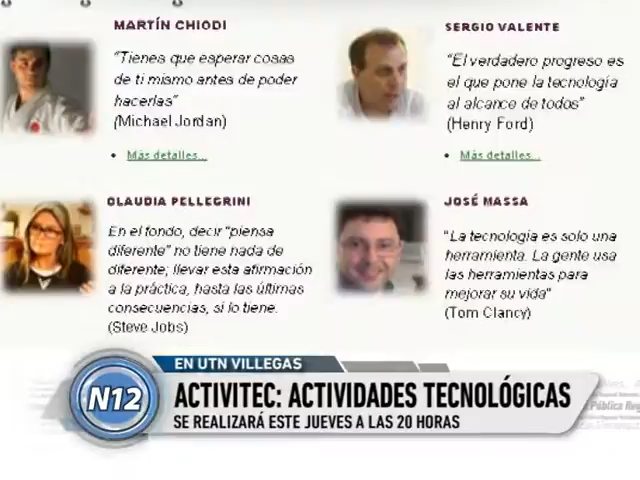 MARTÍN CHIODI
"Tienes que esperar cosas
de ti mismo antes de poder
hacerlas"
(Michael Jordan)
Más detalles...
SERGIO VALENTE
"El verdadero progreso es
el que pone la tecnología
al alcance de todos"
(Henry Ford)
Más detalles...
CLAUDIA PELLEGRINI
En el fondo, decir "piensa
diferente" no tiene nada de
diferente; llevar esta afirmación
a la práctica, hasta las últimas
consecuencias, sí lo tiene.
(Steve Jobs)
JOSÉ MASSA
"La tecnología es solo una
herramienta. La gente usa
las herramientas para
mejorar su vida"
(Tom Clancy)
EN UTN VILLEGAS
N12
ACTIVITEC: ACTIVIDADES TECNOLÓGICAS
SE REALIZARÁ ESTE JUEVES A LAS 20 HORAS
Pública Reg